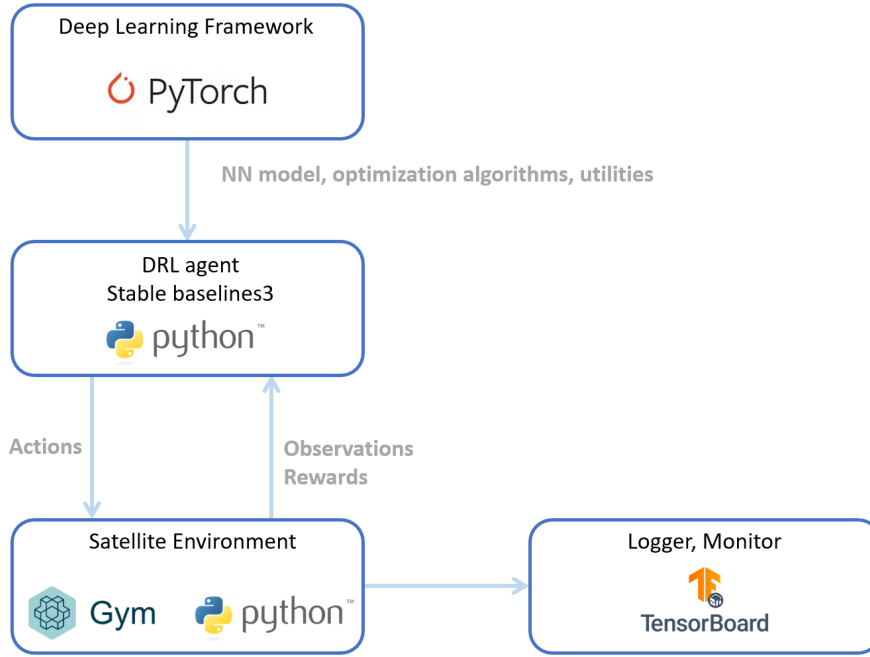 Deep Learning Framework
PyTorch
NN model, optimization algorithms, utilities
DRL agent
Stable baselines3
python™
Actions
Observations
Rewards
Satellite Environment
Gym
python™
Logger, Monitor
TensorBoard